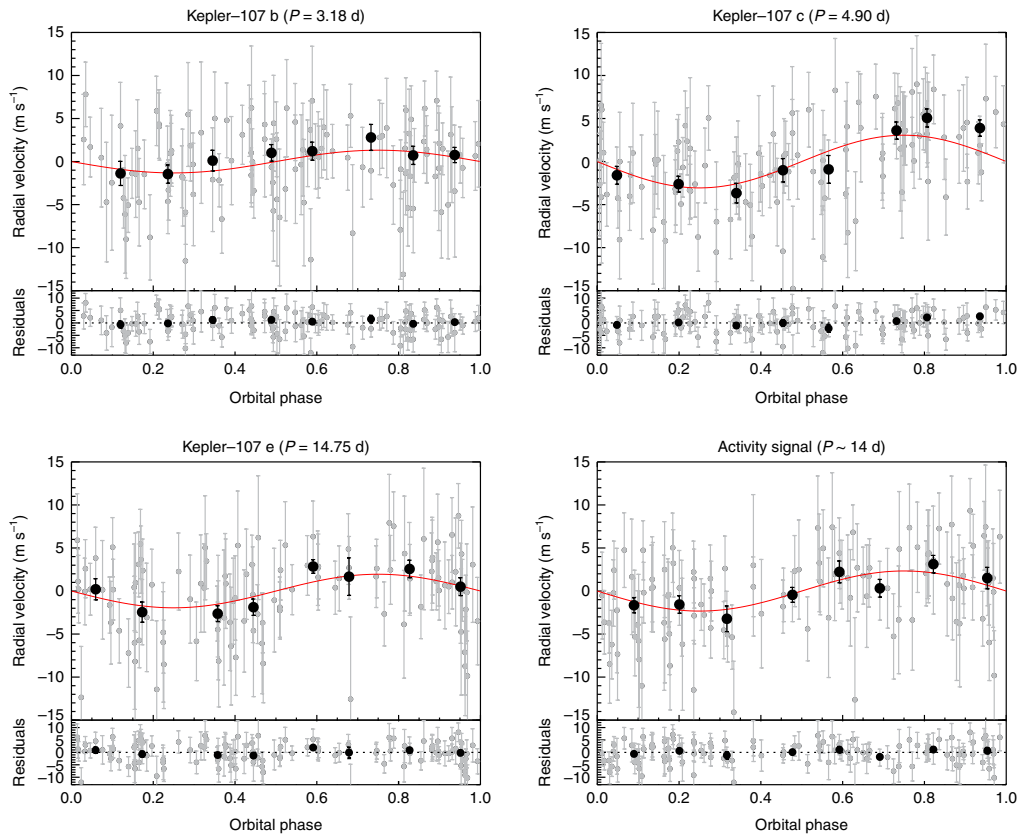 Kepler–107 b (P = 3.18 d)
Radial velocity (m s⁻¹)
15
10
5
0
–5
–10
–15
Residuals
10
5
0
–5
–10
0.0 0.2 0.4 0.6 0.8 1.0
Orbital phase
Kepler–107 c (P = 4.90 d)
Radial velocity (m s⁻¹)
15
10
5
0
–5
–10
–15
Residuals
10
5
0
–5
–10
0.0 0.2 0.4 0.6 0.8 1.0
Orbital phase
Kepler–107 e (P = 14.75 d)
Radial velocity (m s⁻¹)
15
10
5
0
–5
–10
–15
Residuals
10
5
0
–5
–10
0.0 0.2 0.4 0.6 0.8 1.0
Orbital phase
Activity signal (P ~ 14 d)
Radial velocity (m s⁻¹)
15
10
5
0
–5
–10
–15
Residuals
10
5
0
–5
–10
0.0 0.2 0.4 0.6 0.8 1.0
Orbital phase